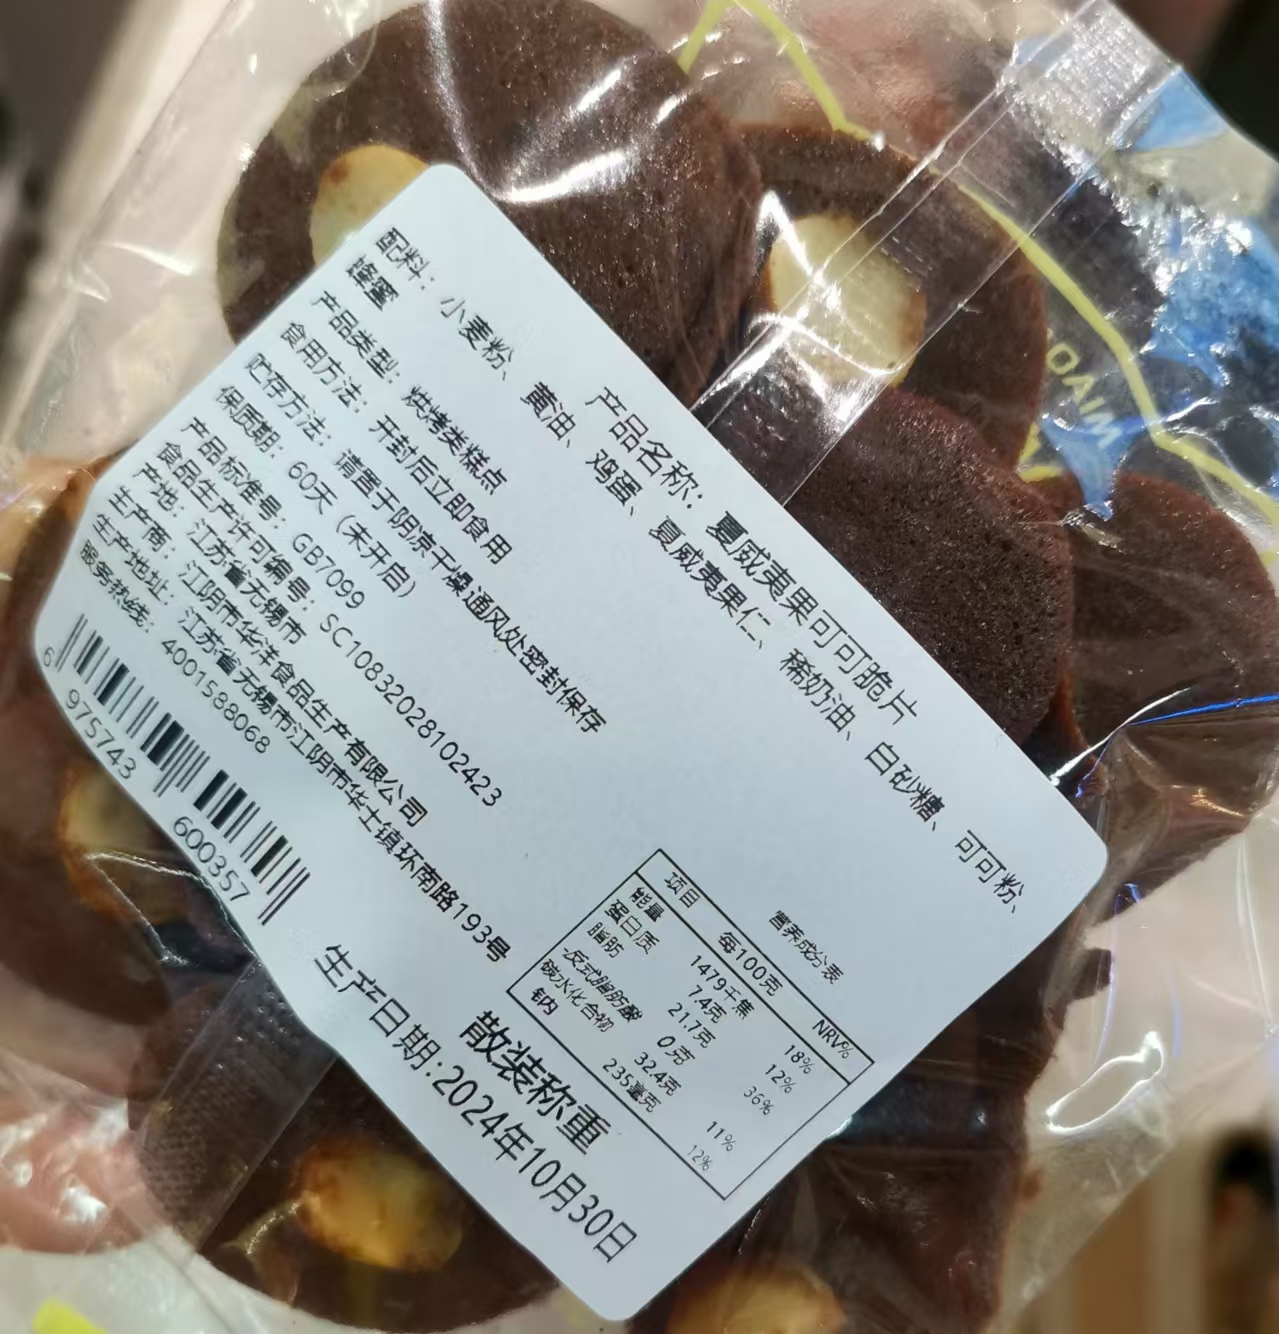 产品名称：夏威夷果可可脆片
配料：小麦粉、黄油、鸡蛋、夏威夷果仁、稀奶油、白砂糖、可可粉、
蜂蜜
产品类型：烘烤类糕点
食用方法：开封后立即食用
贮存方法：请置于阴凉干燥通风处密封保存
保质期：60天（未开启）
产品标准号：GB7099
食品生产许可编号：SC10832028102423
产地：江苏省无锡市
生产商：江阴市华洋食品生产有限公司
生产地址：江苏省无锡市江阴市华士镇环南路193号
服务热线：4001588068
6 975743 600357
营养成分表
项目 每100克 NRV%
能量 1479千焦 18%
蛋白质 7.4克 12%
脂肪 21.7克 36%
-反式脂肪酸 0克
碳水化合物 32.4克 11%
钠 235毫克 12%
散装称重
生产日期:2024年10月30日